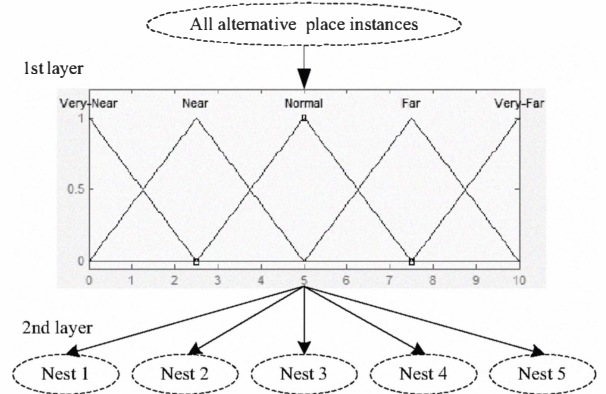 All alternative place instances
1st layer
Very-Near Near Normal Far Very-Far
1
0.5
0
0 1 2 3 4 5 6 7 8 9 10
2nd layer
Nest 1 Nest 2 Nest 3 Nest 4 Nest 5